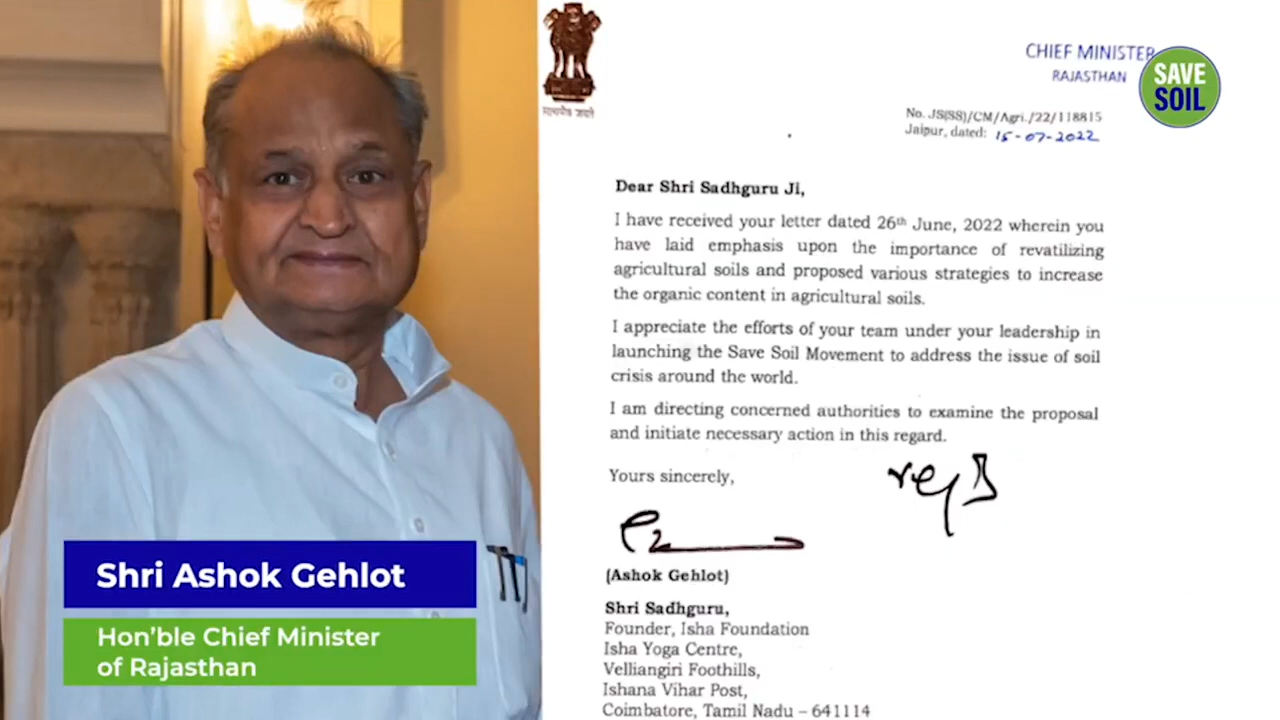 सत्यमेव जयते
CHIEF MINISTER
RAJASTHAN
SAVE
SOIL
No. JS(SS)/CM/Agri./22/118815
Jaipur, dated: 15-07-2022
Dear Shri Sadhguru Ji,
I have received your letter dated 26th June, 2022 wherein you
have laid emphasis upon the importance of revatilizing
agricultural soils and proposed various strategies to increase
the organic content in agricultural soils.
I appreciate the efforts of your team under your leadership in
launching the Save Soil Movement to address the issue of soil
crisis around the world.
I am directing concerned authorities to examine the proposal
and initiate necessary action in this regard.
Yours sincerely,
(Ashok Gehlot)
Shri Sadhguru,
Founder, Isha Foundation
Isha Yoga Centre,
Velliangiri Foothills,
Ishana Vihar Post,
Coimbatore, Tamil Nadu – 641114
Shri Ashok Gehlot
Hon'ble Chief Minister
of Rajasthan